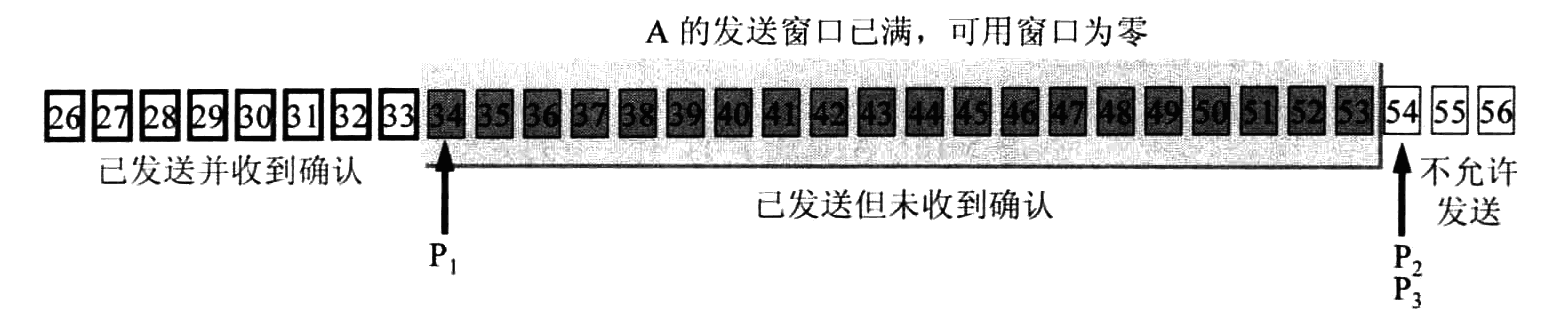 A 的发送窗口已满，可用窗口为零
26 27 28 29 30 31 32 33 34 35 36 37 38 39 40 41 42 43 44 45 46 47 48 49 50 51 52 53 54 55 56
已发送并收到确认
已发送但未收到确认
不允许
发送
P1
P2
P3